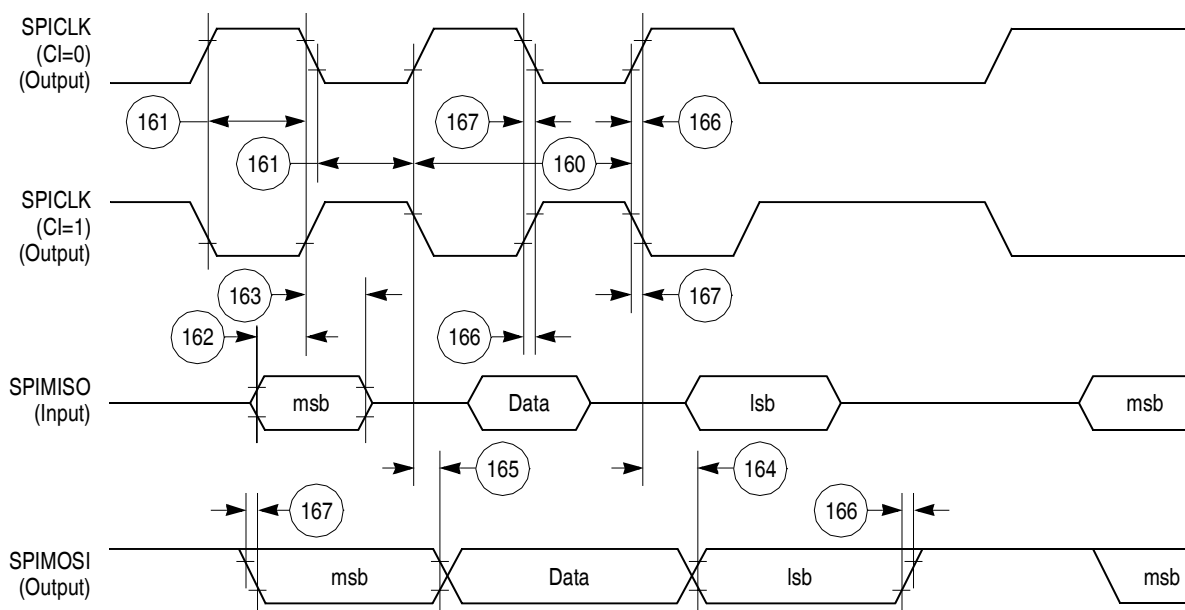 SPICLK
(CI=0)
(Output)
161
167
166
161
160
SPICLK
(CI=1)
(Output)
163
167
162
166
SPIMISO
(Input)
msb
Data
lsb
msb
165
164
167
166
SPIMOSI
(Output)
msb
Data
lsb
msb